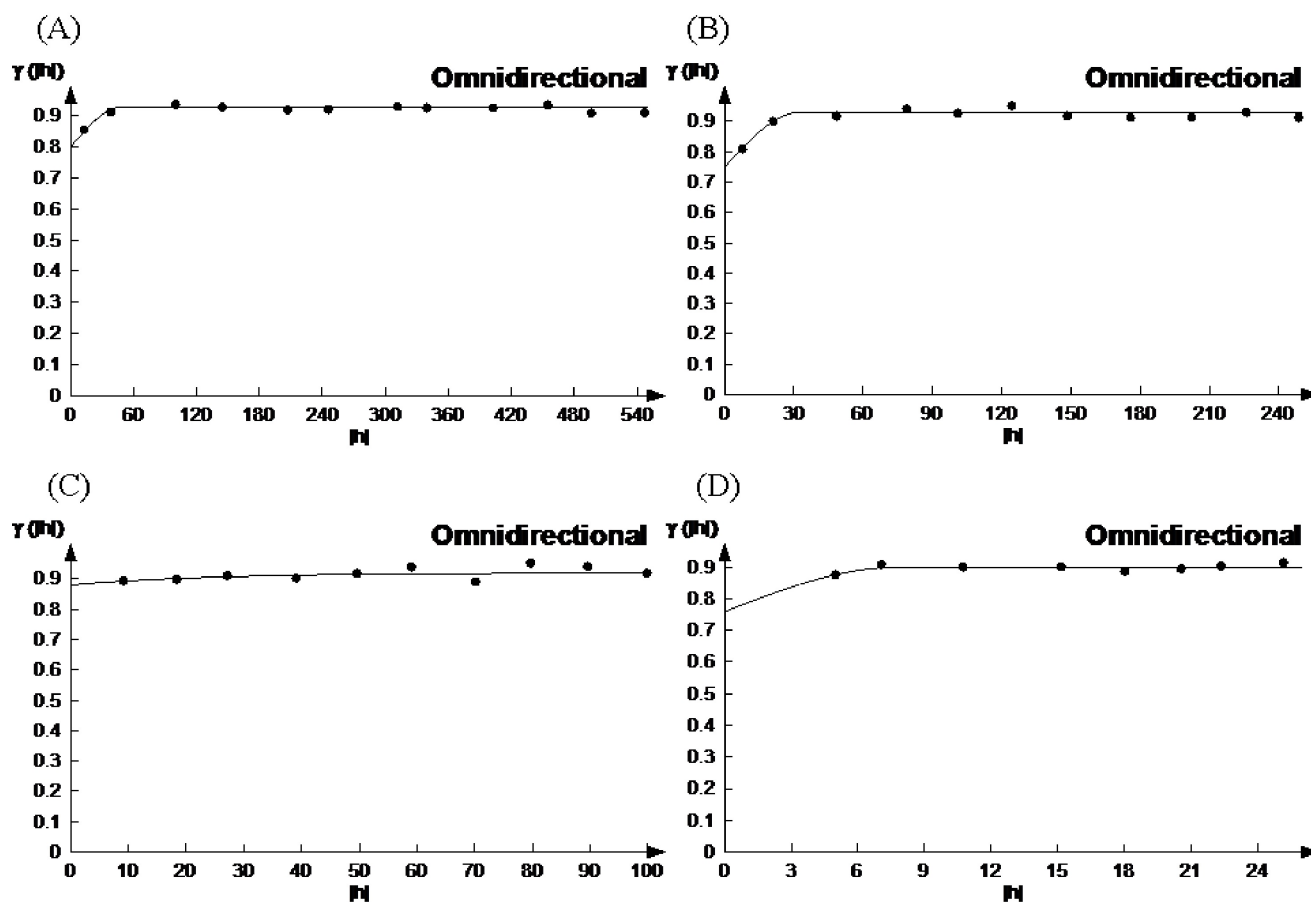 (A)
γ (|h|)
Omnidirectional
0.9
0.8
0.7
0.6
0.5
0.4
0.3
0.2
0.1
0
0 60 120 180 240 300 360 420 480 540
|h|
(B)
γ (|h|)
Omnidirectional
0.9
0.8
0.7
0.6
0.5
0.4
0.3
0.2
0.1
0
0 30 60 90 120 150 180 210 240
|h|
(C)
γ (|h|)
Omnidirectional
0.9
0.8
0.7
0.6
0.5
0.4
0.3
0.2
0.1
0
0 10 20 30 40 50 60 70 80 90 100
|h|
(D)
γ (|h|)
Omnidirectional
0.9
0.8
0.7
0.6
0.5
0.4
0.3
0.2
0.1
0
0 3 6 9 12 15 18 21 24
|h|